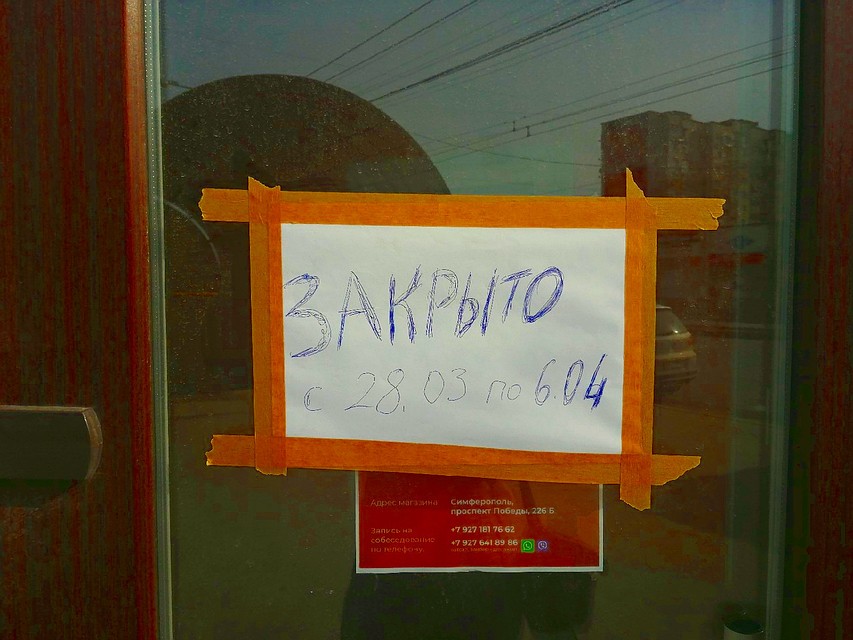 ЗАКРЫТО
с 28.03 по 6.04
Адрес магазина: Симферополь,
проспект Победы, 226 Б
Запись на
собеседование
по телефону:
+7 927 181 76 62
+7 927 641 89 86